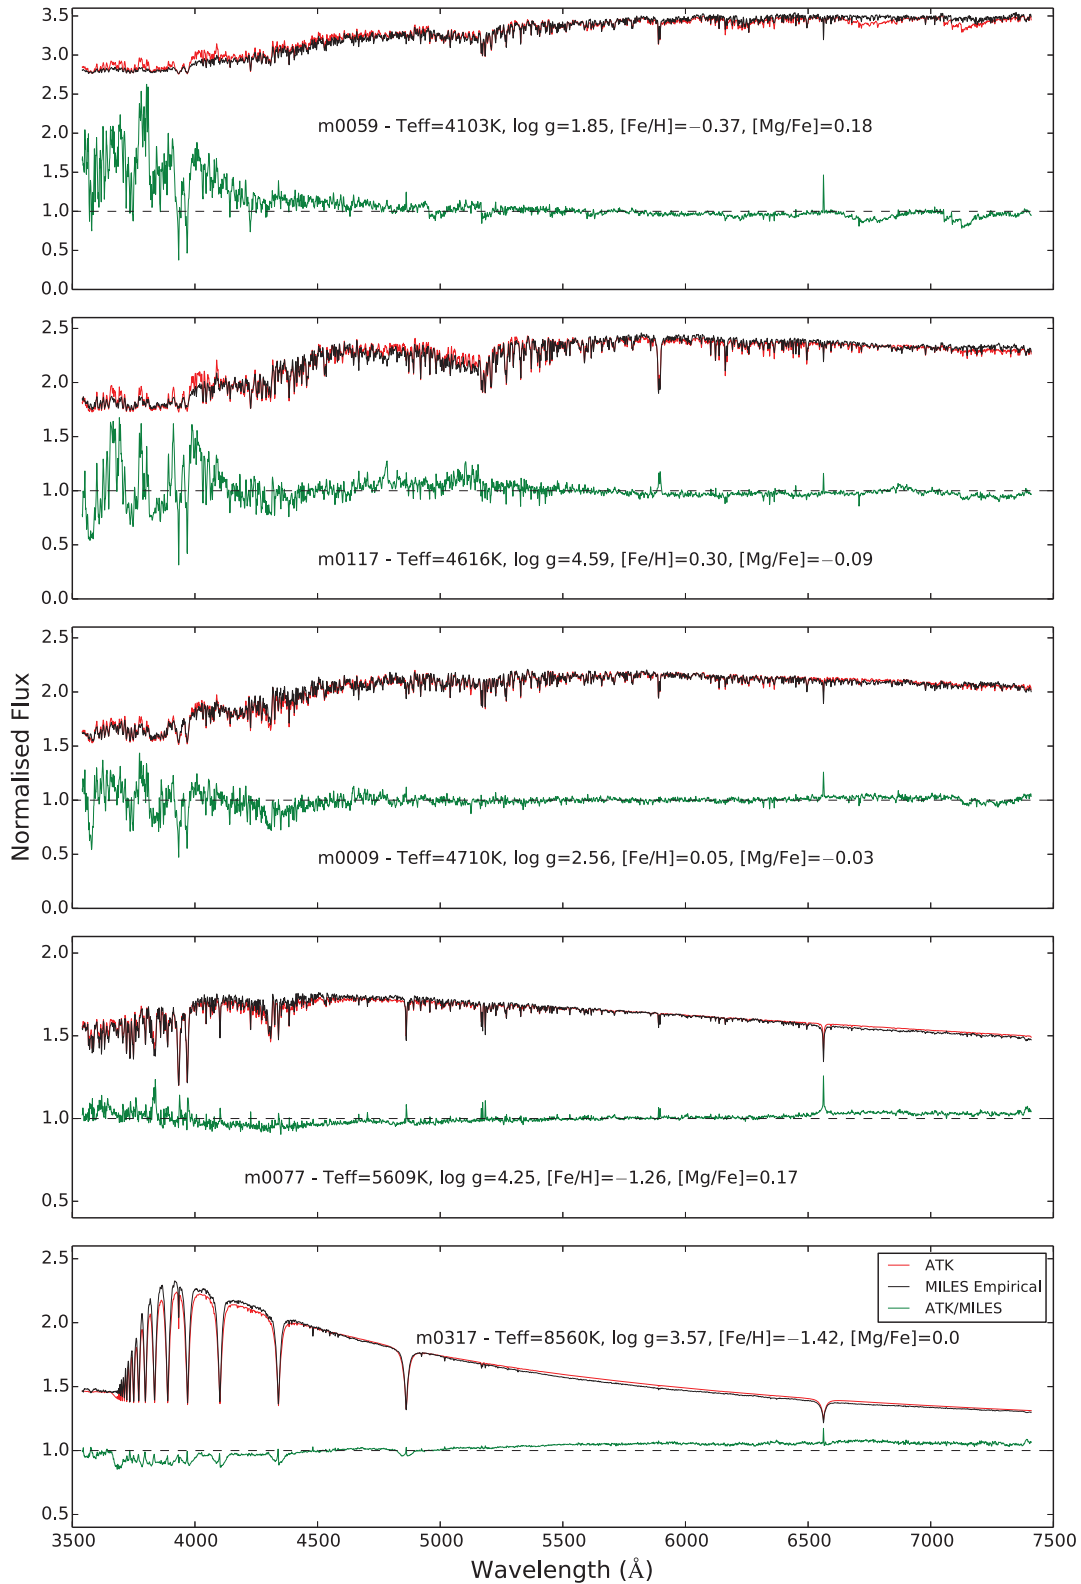 3.5
3.0
2.5
2.0
1.5
1.0
0.5
0.0
m0059 - Teff=4103K, log g=1.85, [Fe/H]=−0.37, [Mg/Fe]=0.18
2.5
2.0
1.5
1.0
0.5
0.0
m0117 - Teff=4616K, log g=4.59, [Fe/H]=0.30, [Mg/Fe]=−0.09
Normalised Flux
2.5
2.0
1.5
1.0
0.5
0.0
m0009 - Teff=4710K, log g=2.56, [Fe/H]=0.05, [Mg/Fe]=−0.03
2.0
1.5
1.0
0.5
m0077 - Teff=5609K, log g=4.25, [Fe/H]=−1.26, [Mg/Fe]=0.17
2.5
2.0
1.5
1.0
0.5
ATK
MILES Empirical
ATK/MILES
m0317 - Teff=8560K, log g=3.57, [Fe/H]=−1.42, [Mg/Fe]=0.0
3500 4000 4500 5000 5500 6000 6500 7000 7500
Wavelength (Å)